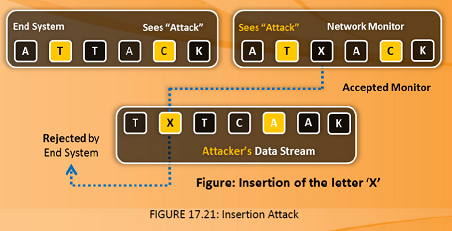 End System Sees "Attack"
A T T A C K
Sees "Attack" Network Monitor
A T X A C K
Accepted Monitor
T X T C A A K
Attacker's Data Stream
Rejected by
End System
Figure: Insertion of the letter 'X'
FIGURE 17.21: Insertion Attack